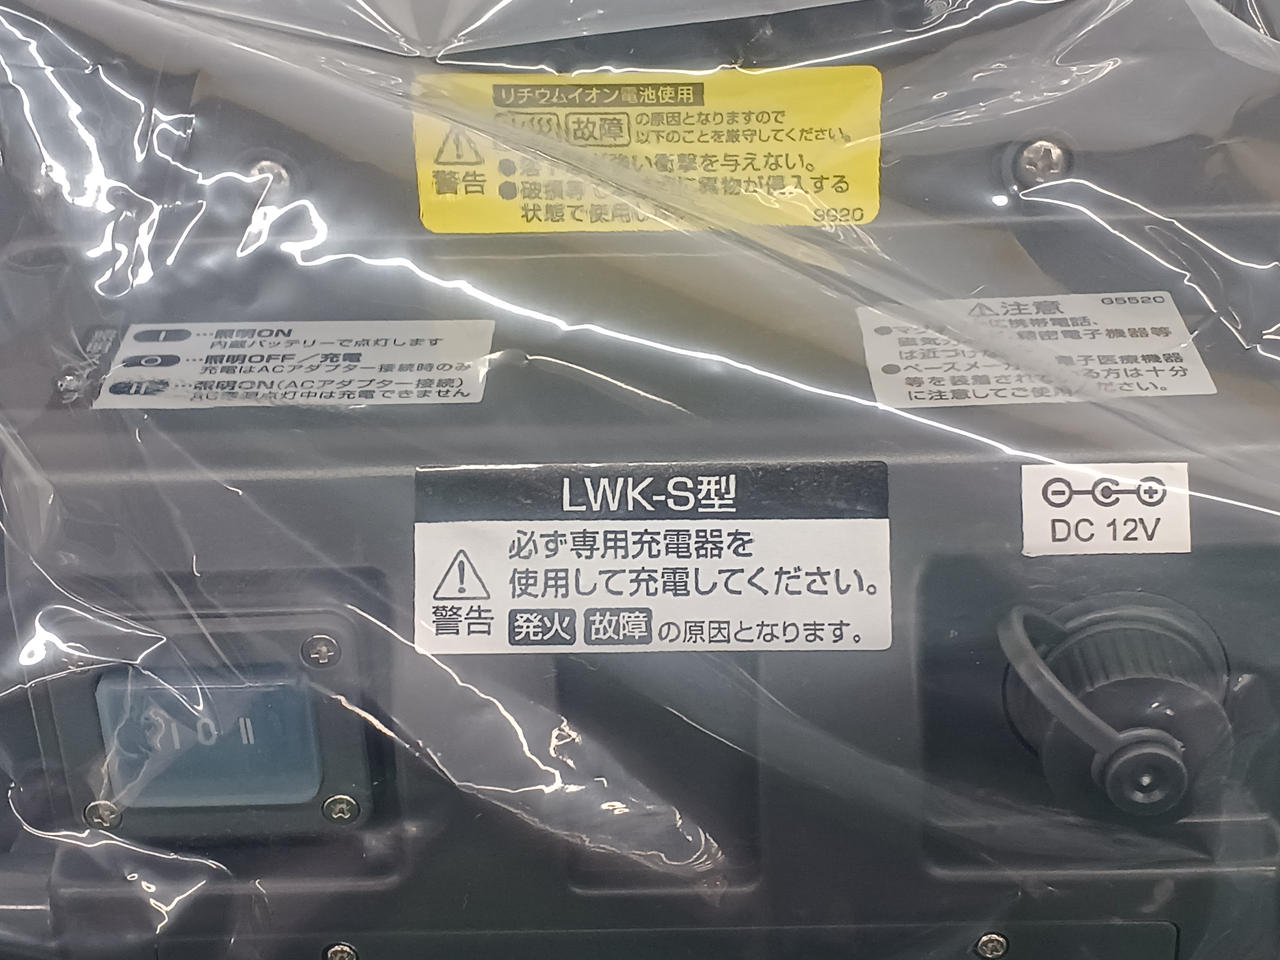 リチウムイオン電池使用
故障 の原因となりますので
以下のことを厳守してください。
警告
強い衝撃を与えない。
●破損等で 異物が侵入する
状態で使用し
9920
I …照明ON
内蔵バッテリーで点灯します
O …照明OFF/充電
充電はACアダプター接続時のみ
II …照明ON(ACアダプター接続)
点灯中は充電できません
⚠注意 G5520
携帯電話、
磁気カ 精密電子機器等
は近づけな
●ペースメー 電子医療機器
等を装着され る方は十分
に注意してご使用 ださい。
LWK-S型
必ず専用充電器を
使用して充電してください。
警告
発火 故障 の原因となります。
DC 12V
I O II